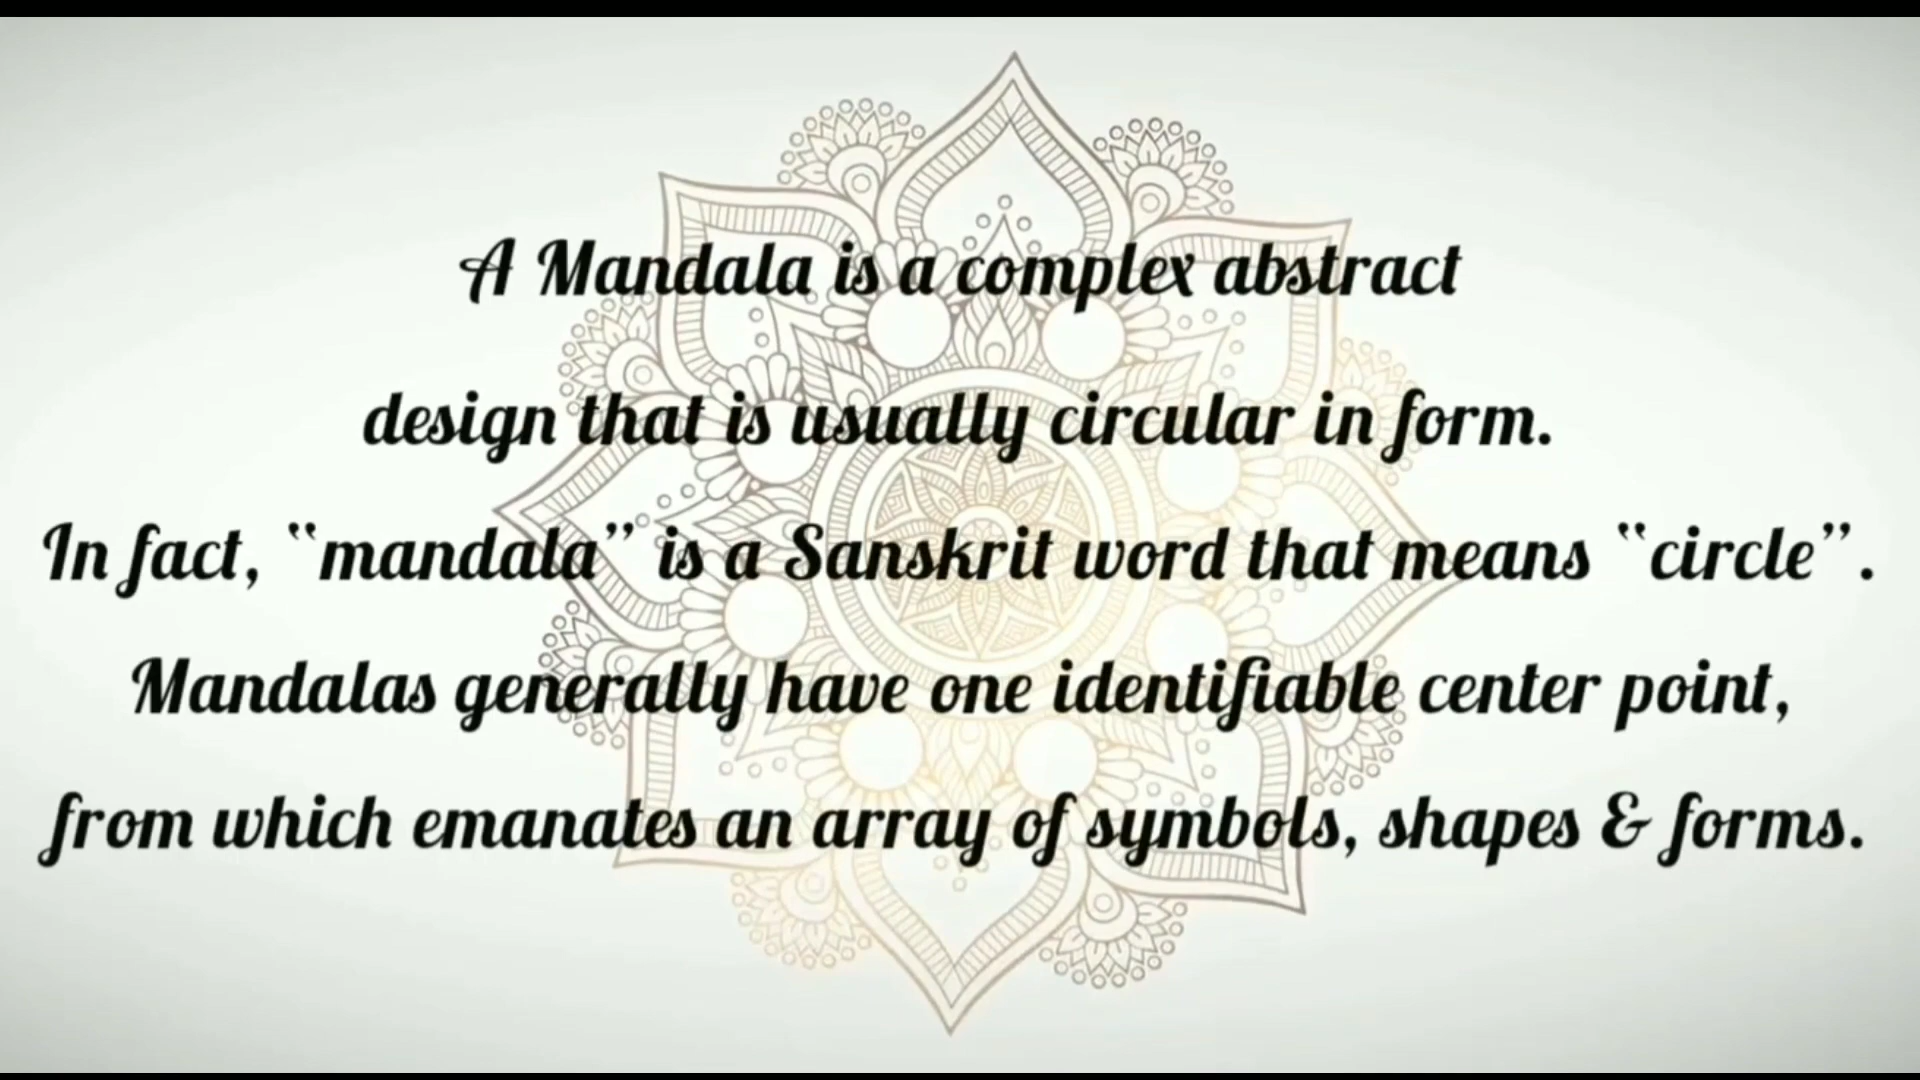 A Mandala is a complex abstract
design that is usually circular in form.
In fact, “mandala” is a Sanskrit word that means “circle”.
Mandalas generally have one identifiable center point,
from which emanates an array of symbols, shapes & forms.